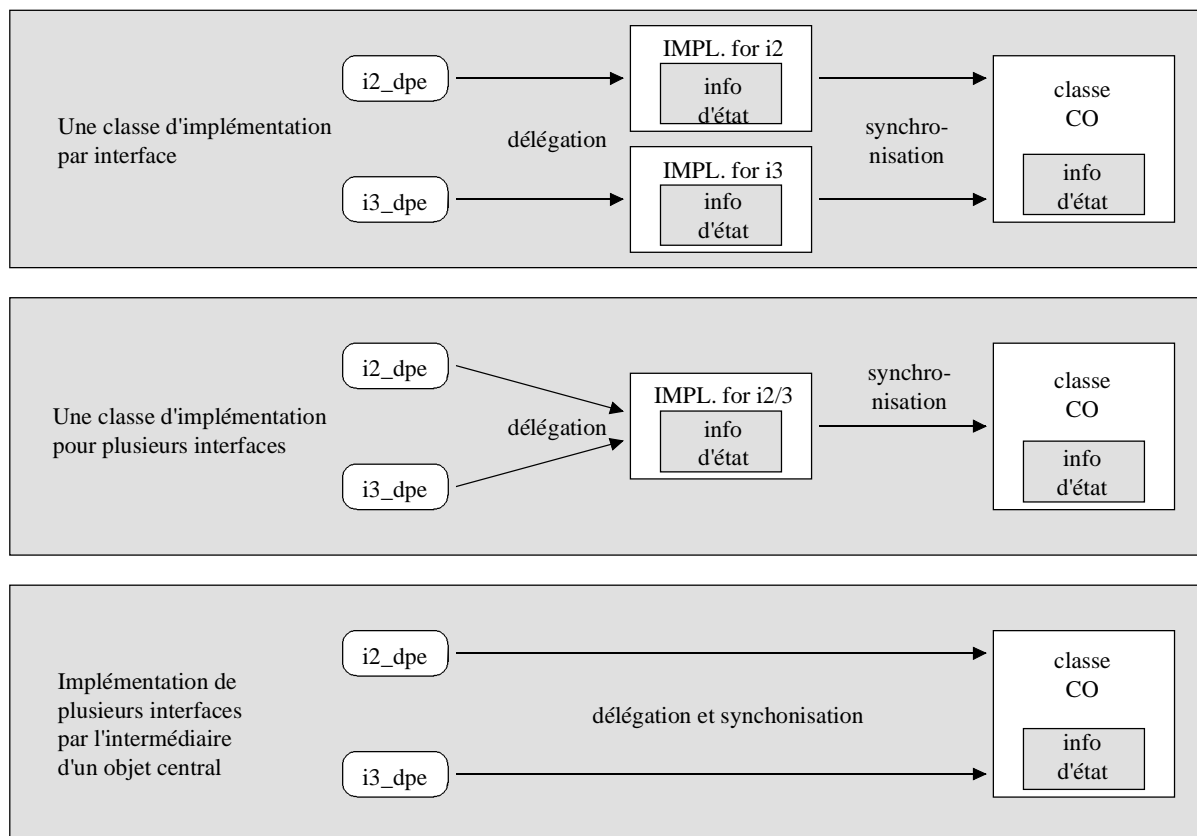 IMPL. for i2
i2_dpe
info
d'état
classe
CO
Une classe d'implémentation
par interface
délégation
synchro-
nisation
IMPL. for i3
i3_dpe
info
d'état
info
d'état
i2_dpe
IMPL. for i2/3
synchro-
nisation
classe
CO
Une classe d'implémentation
pour plusieurs interfaces
délégation
info
d'état
info
d'état
i3_dpe
i2_dpe
classe
CO
Implémentation de
plusieurs interfaces
par l'intermédiaire
d'un objet central
délégation et synchonisation
info
d'état
i3_dpe